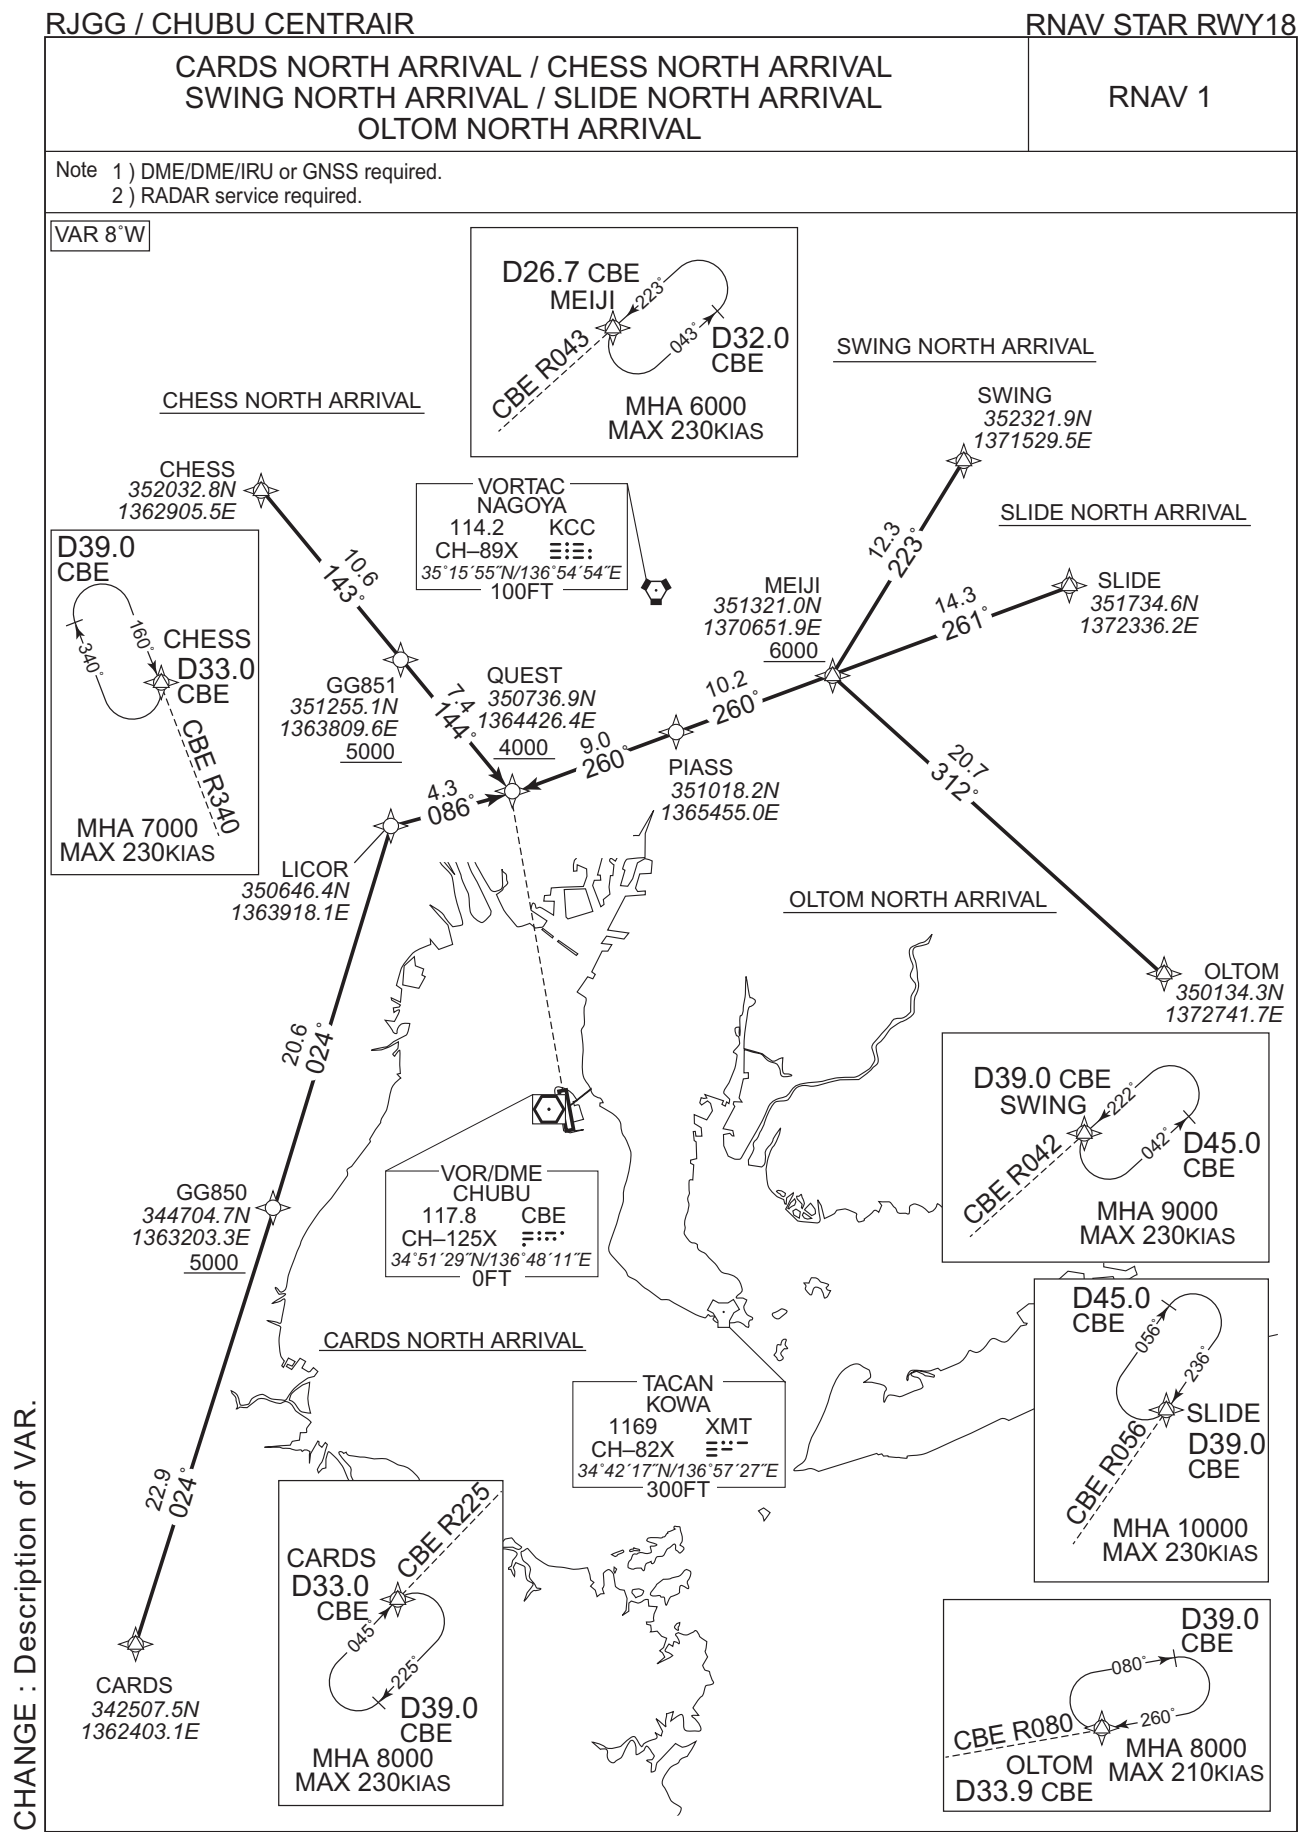 RJGG / CHUBU CENTRAIR
RNAV STAR RWY18
CARDS NORTH ARRIVAL / CHESS NORTH ARRIVAL
SWING NORTH ARRIVAL / SLIDE NORTH ARRIVAL
OLTOM NORTH ARRIVAL
RNAV 1
Note 1 ) DME/DME/IRU or GNSS required.
2 ) RADAR service required.
VAR 8°W
D26.7 CBE
MEIJI
223°
043°
D32.0
CBE
CBE R043
MHA 6000
MAX 230KIAS
SWING NORTH ARRIVAL
CHESS NORTH ARRIVAL
SWING
352321.9N
1371529.5E
CHESS
352032.8N
1362905.5E
VORTAC
NAGOYA
114.2 KCC
CH–89X
35°15´55˝N/136°54´54˝E
100FT
SLIDE NORTH ARRIVAL
12.3
223°
10.6
143°
D39.0
CBE
160°
340°
CHESS
D33.0
CBE
CBE R340
MHA 7000
MAX 230KIAS
MEIJI
351321.0N
1370651.9E
6000
SLIDE
351734.6N
1372336.2E
14.3
261°
GG851
351255.1N
1363809.6E
5000
7.4
144°
QUEST
350736.9N
1364426.4E
4000
10.2
260°
9.0
260°
PIASS
351018.2N
1365455.0E
20.7
312°
4.3
086°
LICOR
350646.4N
1363918.1E
OLTOM NORTH ARRIVAL
OLTOM
350134.3N
1372741.7E
20.6
024°
D39.0 CBE
SWING
222°
042°
D45.0
CBE
CBE R042
MHA 9000
MAX 230KIAS
VOR/DME
CHUBU
117.8 CBE
CH–125X
34°51´29˝N/136°48´11˝E
0FT
GG850
344704.7N
1363203.3E
5000
CARDS NORTH ARRIVAL
D45.0
CBE
056°
236°
SLIDE
D39.0
CBE
CBE R056
MHA 10000
MAX 230KIAS
TACAN
KOWA
1169 XMT
CH–82X
34°42´17˝N/136°57´27˝E
300FT
22.9
024°
CBE R225
CARDS
D33.0
CBE
045°
225°
D39.0
CBE
MHA 8000
MAX 230KIAS
CARDS
342507.5N
1362403.1E
D39.0
CBE
080°
260°
CBE R080
OLTOM
D33.9 CBE
MHA 8000
MAX 210KIAS
CHANGE : Description of VAR.